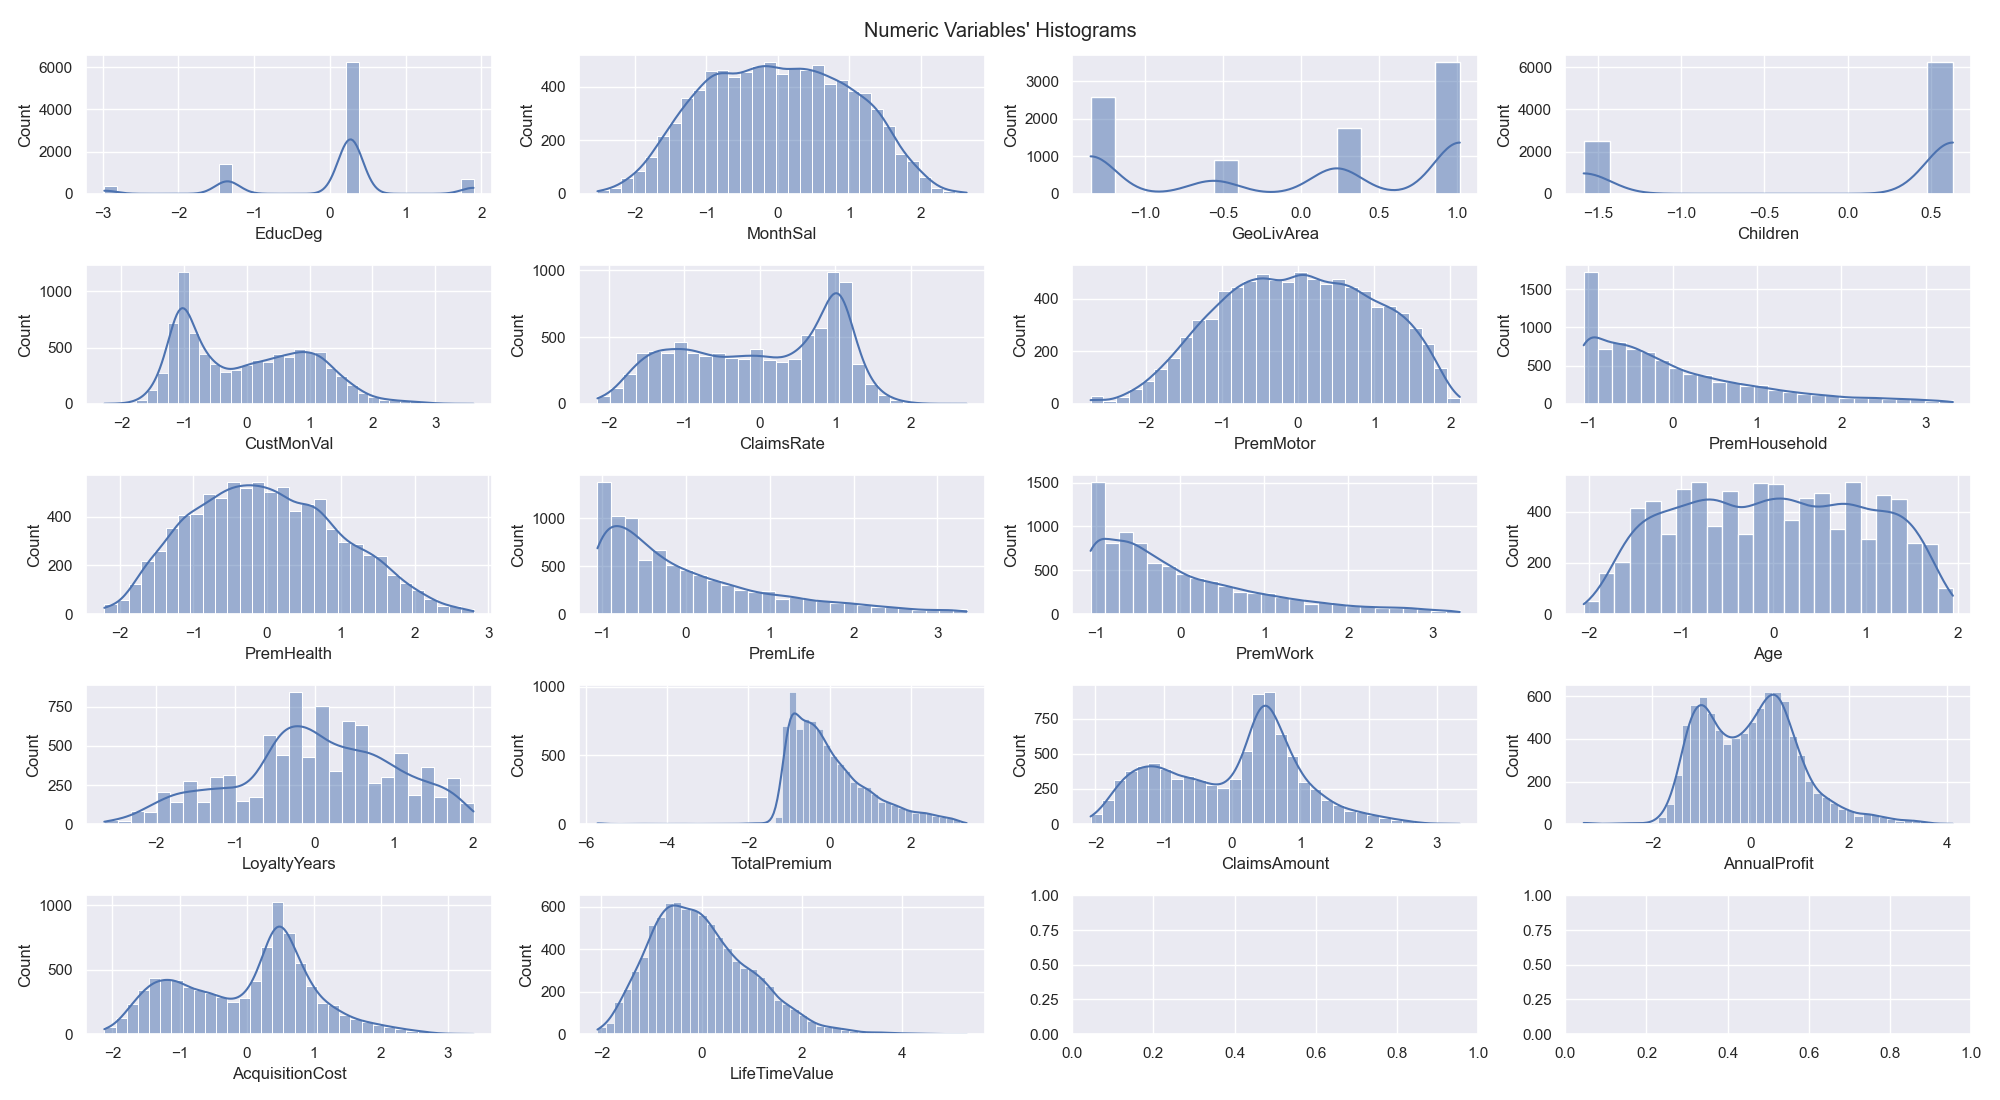 Numeric Variables' Histograms
Count
6000
4000
2000
0
−3 −2 −1 0 1 2
EducDeg
Count
400
200
0
−2 −1 0 1 2
MonthSal
Count
3000
2000
1000
0
−1.0 −0.5 0.0 0.5 1.0
GeoLivArea
Count
6000
4000
2000
0
−1.5 −1.0 −0.5 0.0 0.5
Children
Count
1000
500
0
−2 −1 0 1 2 3
CustMonVal
Count
1000
500
0
−2 −1 0 1 2
ClaimsRate
Count
400
200
0
−2 −1 0 1 2
PremMotor
Count
1500
1000
500
0
−1 0 1 2 3
PremHousehold
Count
400
200
0
−2 −1 0 1 2 3
PremHealth
Count
1000
500
0
−1 0 1 2 3
PremLife
Count
1500
1000
500
0
−1 0 1 2 3
PremWork
Count
400
200
0
−2 −1 0 1 2
Age
Count
750
500
250
0
−2 −1 0 1 2
LoyaltyYears
Count
1000
500
0
−6 −4 −2 0 2
TotalPremium
Count
750
500
250
0
−2 −1 0 1 2 3
ClaimsAmount
Count
600
400
200
0
−2 0 2 4
AnnualProfit
Count
1000
500
0
−2 −1 0 1 2 3
AcquisitionCost
Count
600
400
200
0
−2 0 2 4
LifeTimeValue
1.00
0.75
0.50
0.25
0.00
0.0 0.2 0.4 0.6 0.8 1.0
1.00
0.75
0.50
0.25
0.00
0.0 0.2 0.4 0.6 0.8 1.0